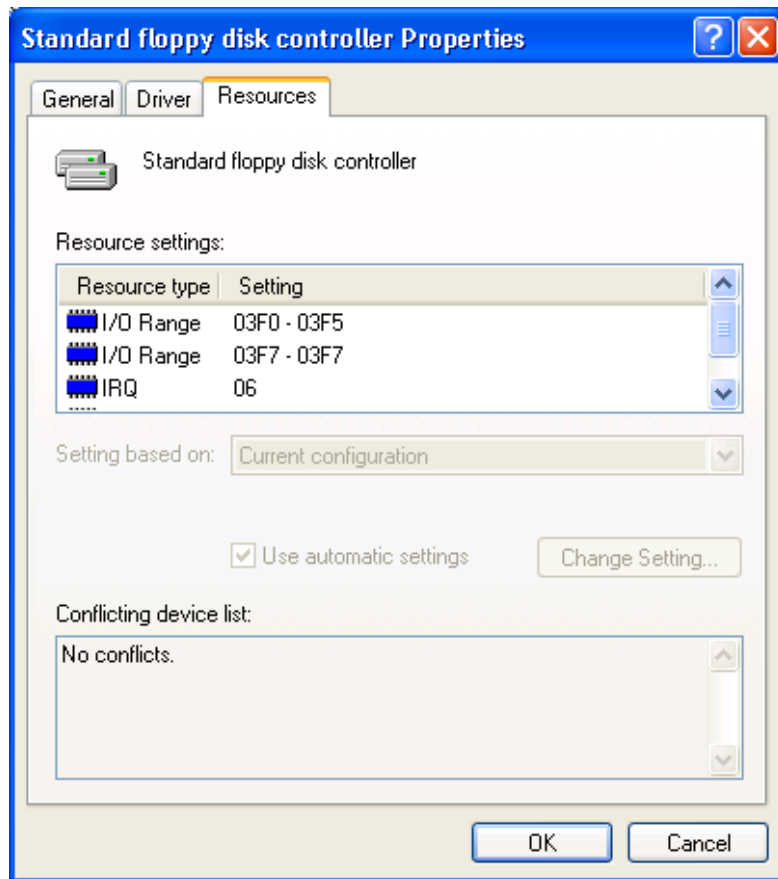 Standard floppy disk controller Properties
General Driver Resources
Standard floppy disk controller
Resource settings:
Resource type Setting
I/O Range 03F0 - 03F5
I/O Range 03F7 - 03F7
IRQ 06
Setting based on: Current configuration
Use automatic settings Change Setting...
Conflicting device list:
No conflicts.
OK Cancel